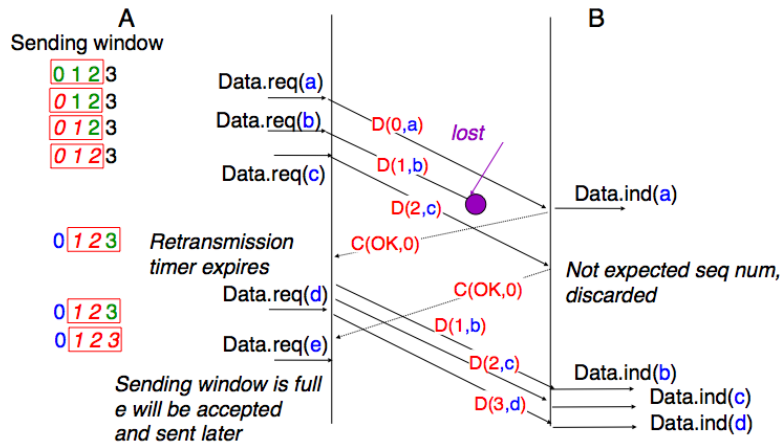 A
B
Sending window
0 1 2 3
0 1 2 3
0 1 2 3
0 1 2 3
Data.req(a)
Data.req(b)
Data.req(c)
D(0,a)
lost
D(1,b)
D(2,c)
Data.ind(a)
0 1 2 3
Retransmission
timer expires
C(OK,0)
C(OK,0)
Not expected seq num,
discarded
0 1 2 3
0 1 2 3
Data.req(d)
Data.req(e)
D(1,b)
D(2,c)
D(3,d)
Sending window is full
e will be accepted
and sent later
Data.ind(b)
Data.ind(c)
Data.ind(d)